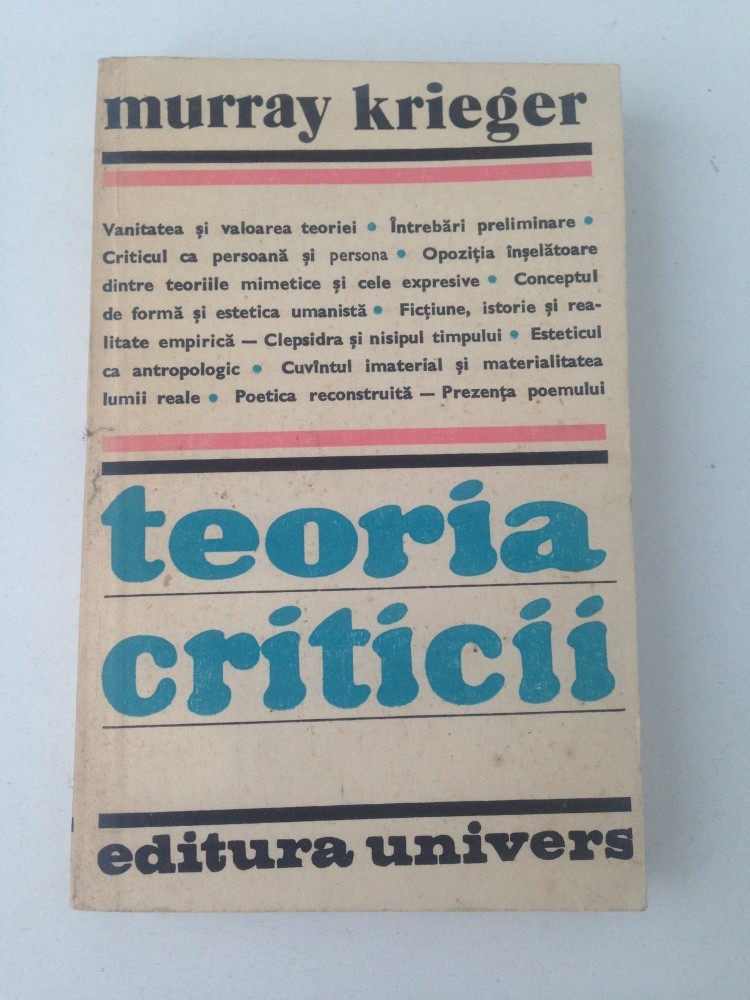 murray krieger
Vanitatea și valoarea teoriei • Întrebări preliminare •
Criticul ca persoană și persona • Opoziția înșelătoare
dintre teoriile mimetice și cele expresive • Conceptul
de formă și estetica umanistă • Ficțiune, istorie și rea-
litate empirică — Clepsidra și nisipul timpului • Esteticul
ca antropologic • Cuvîntul imaterial și materialitatea
lumii reale • Poetica reconstruită — Prezența poemului
teoria
criticii
editura univers